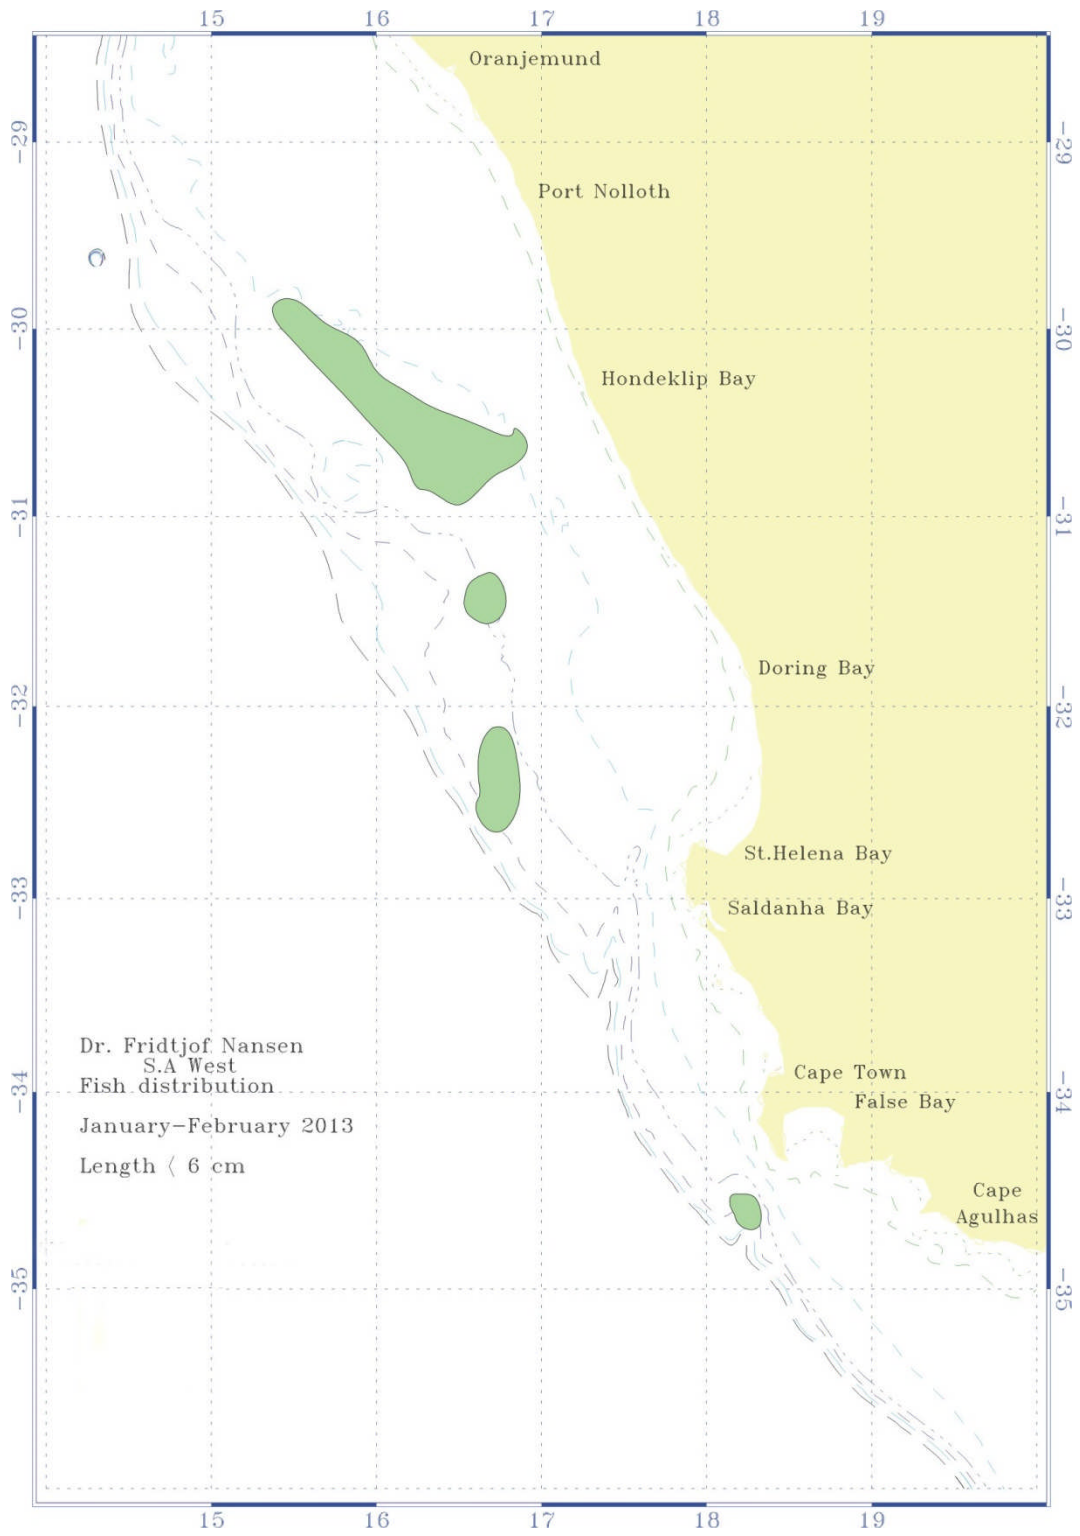 15 16 17 18 19
Oranjemund
-29 -29
Port Nolloth
-30 -30
Hondeklip Bay
-31 -31
Doring Bay
-32 -32
St.Helena Bay
-33 -33
Saldanha Bay
Dr. Fridtjof Nansen
S.A West
Fish distribution
January-February 2013
Length < 6 cm
Cape Town
-34 -34
False Bay
Cape
Agulhas
-35 -35
15 16 17 18 19